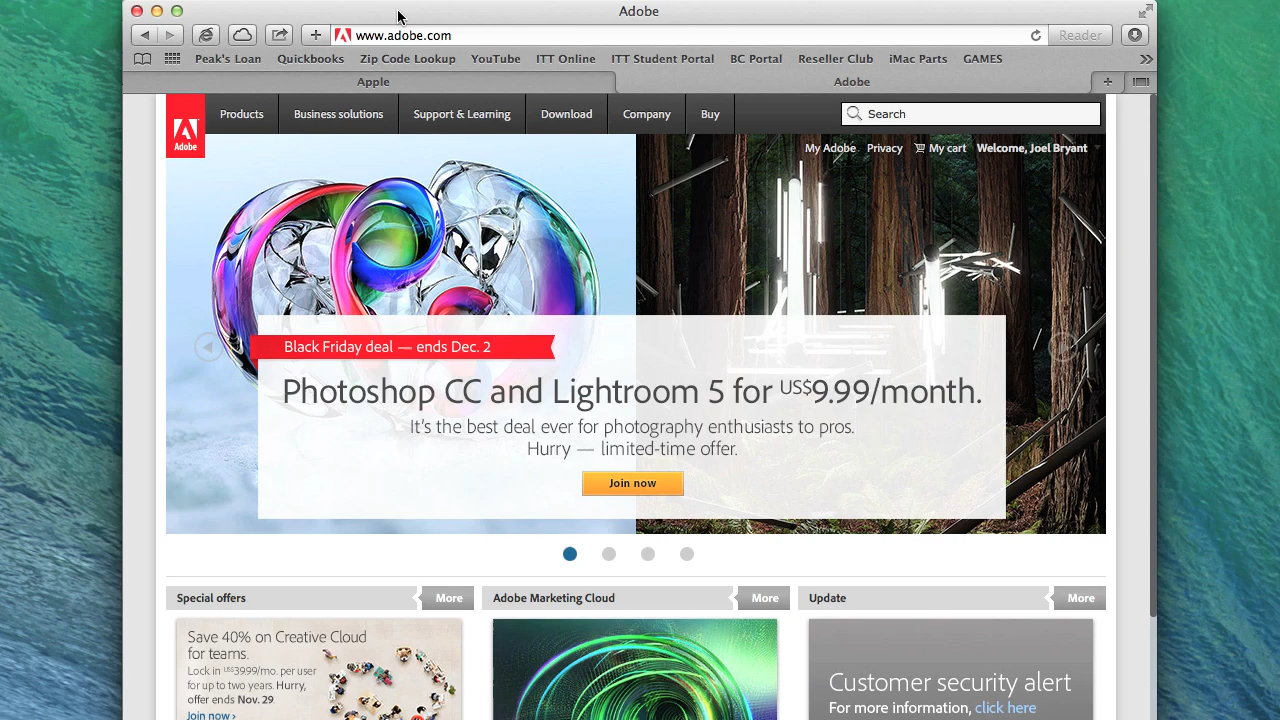 Adobe
www.adobe.com
Reader
Peak's Loan Quickbooks Zip Code Lookup YouTube ITT Online ITT Student Portal BC Portal Reseller Club iMac Parts GAMES
Apple Adobe
Adobe
Products Business solutions Support & Learning Download Company Buy Search
My Adobe Privacy My cart Welcome, Joel Bryant
Black Friday deal — ends Dec. 2
Photoshop CC and Lightroom 5 for US$9.99/month.
It's the best deal ever for photography enthusiasts to pros.
Hurry — limited-time offer.
Join now
Special offers More
Adobe Marketing Cloud More
Update More
Save 40% on Creative Cloud
for teams.
Lock in US$39.99/mo. per user
for up to two years. Hurry,
offer ends Nov. 29.
Join now ›
Customer security alert
For more information, click here